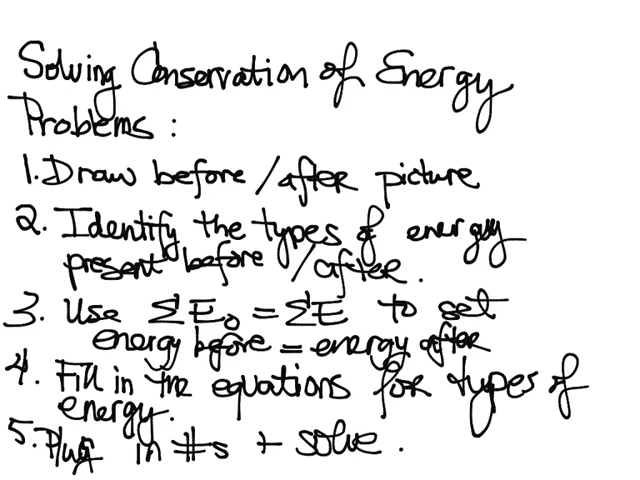 Solving Conservation of Energy
Problems:
1. Draw before/after picture
2. Identify the types of energy
present before/after.
3. Use ΣE₀ = ΣE to set
energy before = energy after
4. Fill in the equations for types of
energy.
5. Plug in #s + solve.